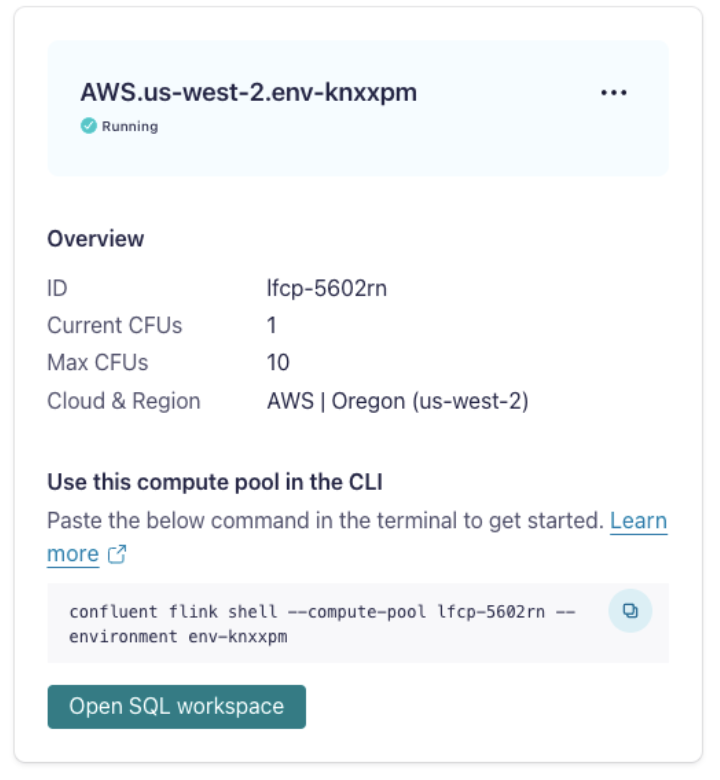 AWS.us-west-2.env-knxxpm
Running
Overview
ID lfcp-5602rn
Current CFUs 1
Max CFUs 10
Cloud & Region AWS | Oregon (us-west-2)
Use this compute pool in the CLI
Paste the below command in the terminal to get started. Learn
more
confluent flink shell --compute-pool lfcp-5602rn --
environment env-knxxpm
Open SQL workspace